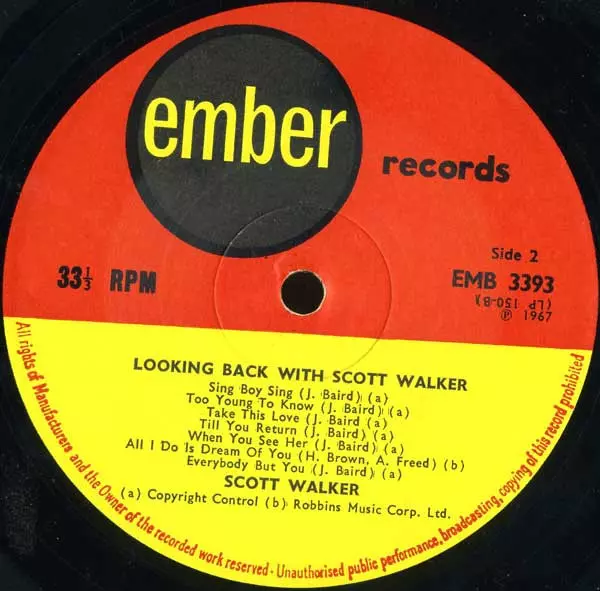 ember
records
33⅓ RPM
Side 2
EMB 3393
(LP 150-B)
℗ 1967
LOOKING BACK WITH SCOTT WALKER
Sing Boy Sing (J. Baird) (a)
Too Young To Know (J. Baird) (a)
Take This Love (J. Baird (a)
Till You Return (J. Baird) (a)
When You See Her (J. Baird) (a)
All I Do Is Dream Of You (H. Brown, A. Freed) (b)
Everybody But You (J. Baird) (a)
SCOTT WALKER
(a) Copyright Control (b) Robbins Music Corp. Ltd.
All rights of Manufacturers and the Owner of the recorded work reserved - Unauthorised public performance, broadcasting, copying of this record prohibited